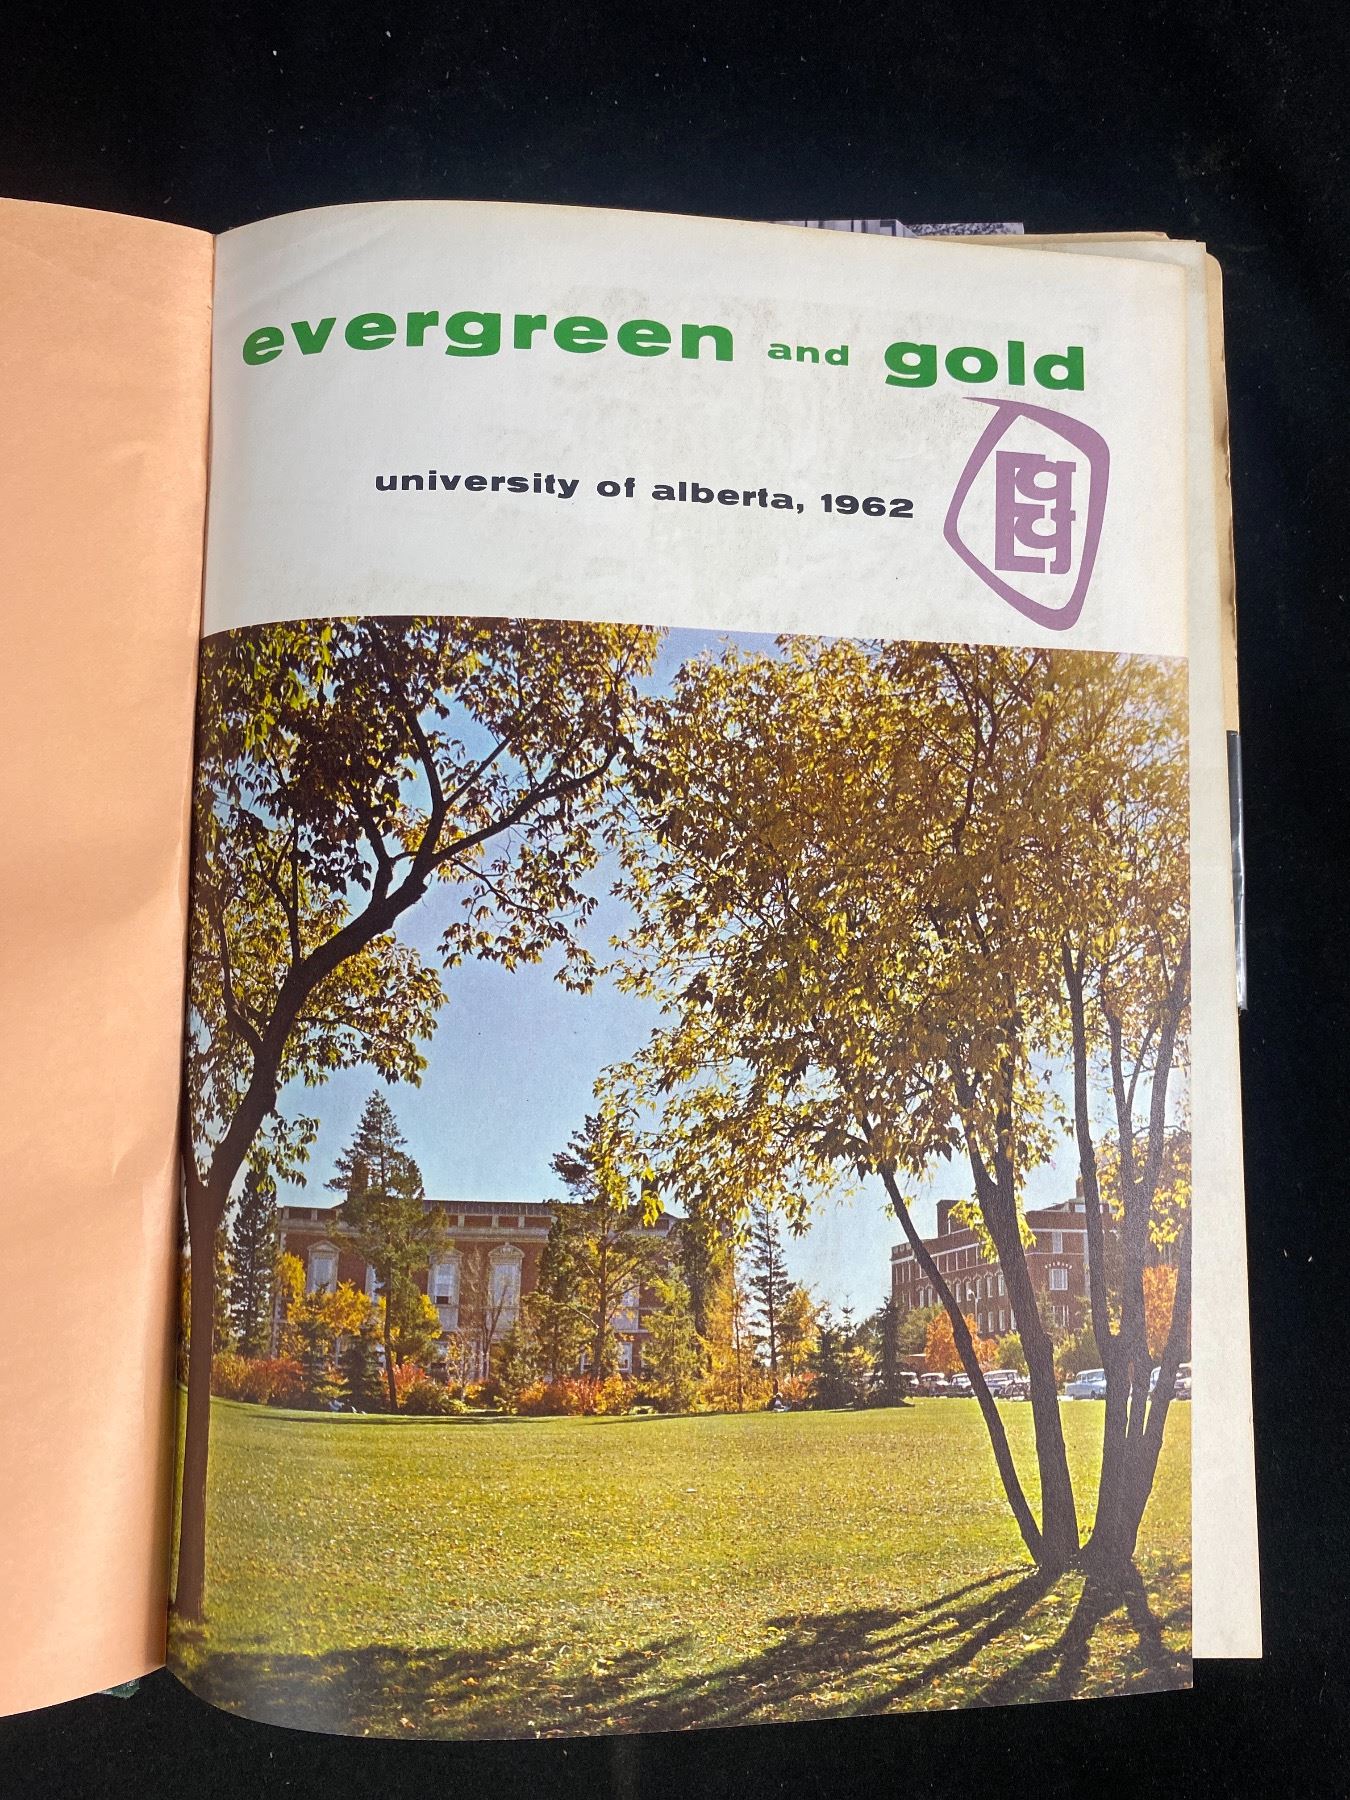 evergreen and gold
university of alberta, 1962